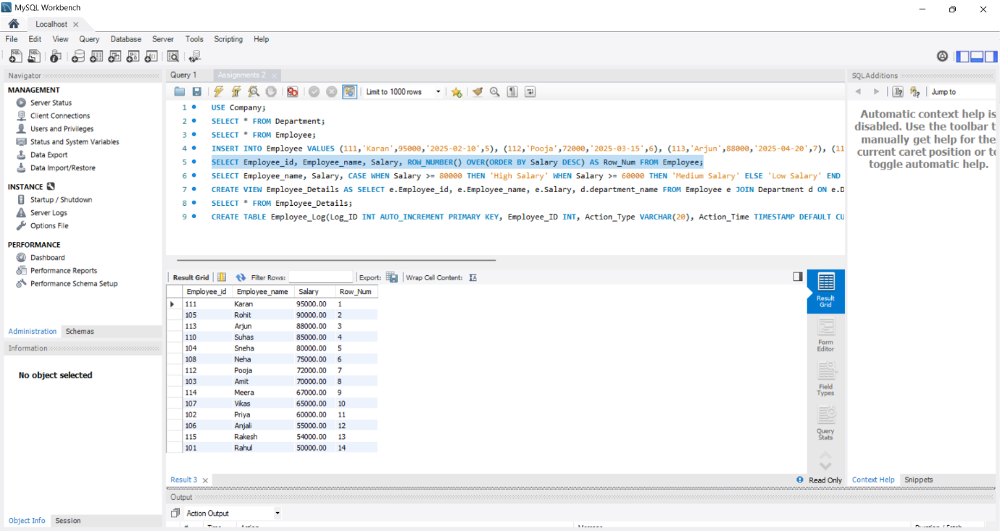 MySQL Workbench
Localhost
File Edit View Query Database Server Tools Scripting Help
Navigator
MANAGEMENT
Server Status
Client Connections
Users and Privileges
Status and System Variables
Data Export
Data Import/Restore
INSTANCE
Startup / Shutdown
Server Logs
Options File
PERFORMANCE
Dashboard
Performance Reports
Performance Schema Setup
Administration Schemas
Information
No object selected
Object Info Session
Query 1 Assignments 2
Limit to 1000 rows
1 USE Company;
2 SELECT * FROM Department;
3 SELECT * FROM Employee;
4 INSERT INTO Employee VALUES (111,'Karan',95000,'2025-02-10',5), (112,'Pooja',72000,'2025-03-15',6), (113,'Arjun',88000,'2025-04-20',7), (11
5 SELECT Employee_id, Employee_name, Salary, ROW_NUMBER() OVER(ORDER BY Salary DESC) AS Row_Num FROM Employee;
6 SELECT Employee_name, Salary, CASE WHEN Salary >= 80000 THEN 'High Salary' WHEN Salary >= 60000 THEN 'Medium Salary' ELSE 'Low Salary' END
7 CREATE VIEW Employee_Details AS SELECT e.Employee_id, e.Employee_name, e.Salary, d.department_name FROM Employee e JOIN Department d ON e.D
8 SELECT * FROM Employee_Details;
9 CREATE TABLE Employee_Log(Log_ID INT AUTO_INCREMENT PRIMARY KEY, Employee_ID INT, Action_Type VARCHAR(20), Action_Time TIMESTAMP DEFAULT CU
Result Grid Filter Rows: Export: Wrap Cell Content:
Employee_id Employee_name Salary Row_Num
111 Karan 95000.00 1
105 Rohit 90000.00 2
113 Arjun 88000.00 3
110 Suhas 85000.00 4
104 Sneha 80000.00 5
108 Neha 75000.00 6
112 Pooja 72000.00 7
103 Amit 70000.00 8
114 Meera 67000.00 9
107 Vikas 65000.00 10
102 Priya 60000.00 11
106 Anjali 55000.00 12
115 Rakesh 54000.00 13
101 Rahul 50000.00 14
Result
Grid
Form
Editor
Field
Types
Query
Stats
Result 3 Read Only
Output
Action Output
# Time Action Message Duration / Fetch
SQLAdditions
Jump to
Automatic context help is
disabled. Use the toolbar t
manually get help for the
current caret position or to
toggle automatic help.
Context Help Snippets